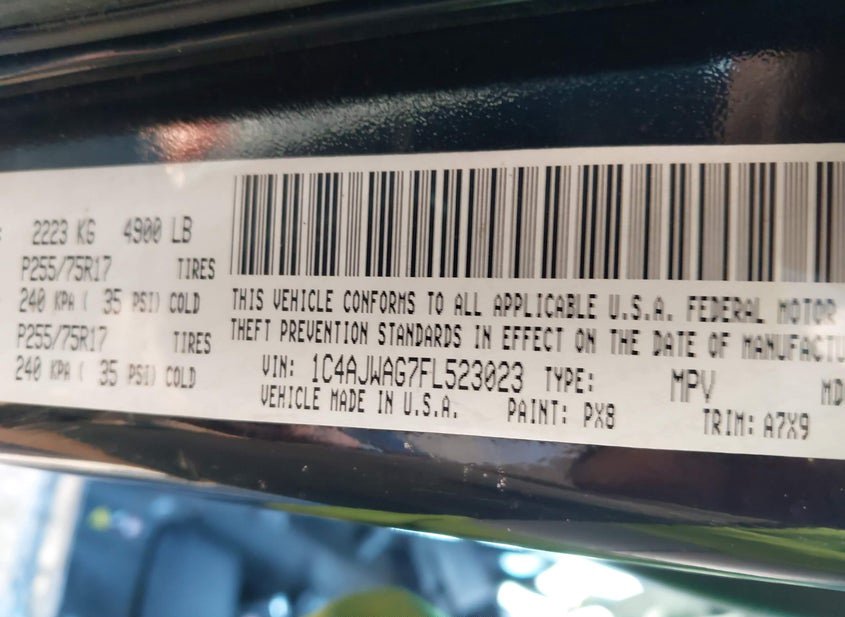 : 2223 KG 4900 LB
P255/75R17 TIRES
240 KPA ( 35 PSI) COLD
P255/75R17 TIRES
240 KPA ( 35 PSI) COLD
THIS VEHICLE CONFORMS TO ALL APPLICABLE U.S.A. FEDERAL MOTOR
THEFT PREVENTION STANDARDS IN EFFECT ON THE DATE OF MANUFACTU
VIN: 1C4AJWAG7FL523023 TYPE: MPV MD
VEHICLE MADE IN U.S.A. PAINT: PX8 TRIM: A7X9